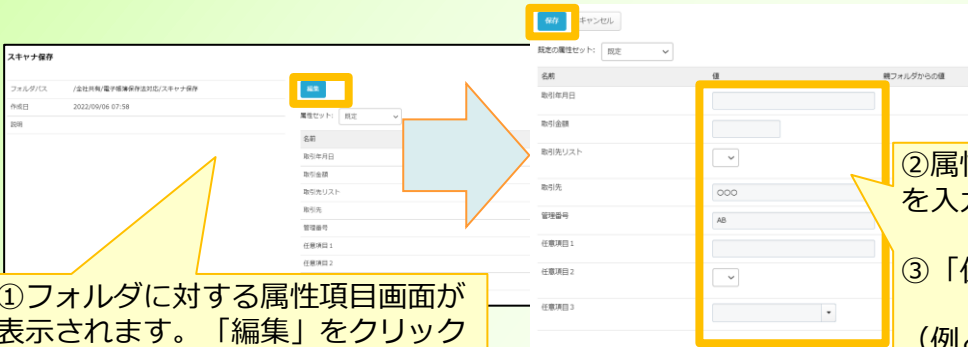 スキャナ保存
フォルダパス /全社共有/電子帳簿保存法対応/スキャナ保存
作成日 2022/09/06 07:58
説明
編集
属性セット: 既定
名前
取引年月日
取引金額
取引先リスト
取引先
管理番号
任意項目1
任意項目2
①フォルダに対する属性項目画面が
表示されます。「編集」をクリック
保存 キャンセル
既定の属性セット: 既定
名前 値 親フォルダからの値
取引年月日
取引金額
取引先リスト
取引先 ○○○
管理番号 AB
任意項目1
任意項目2
任意項目3
②属性
を入
③「
（例